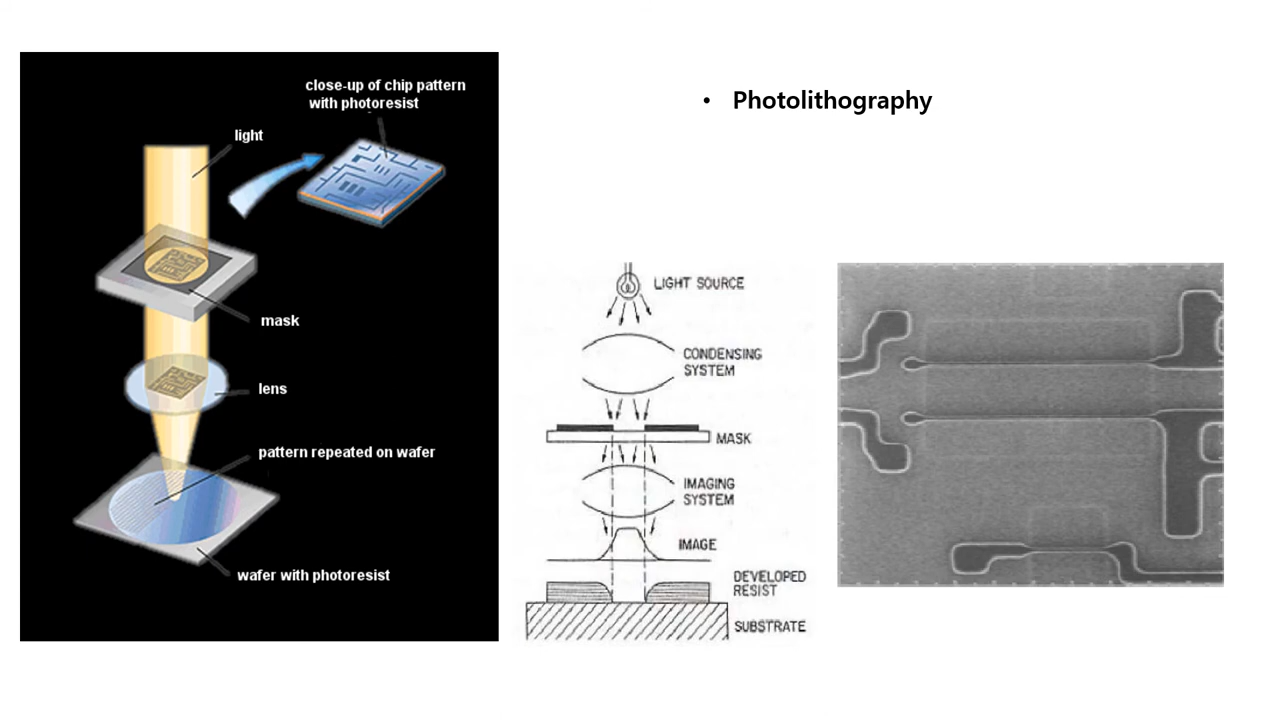 close-up of chip pattern
with photoresist
light
mask
lens
pattern repeated on wafer
wafer with photoresist
• Photolithography
LIGHT SOURCE
CONDENSING
SYSTEM
MASK
IMAGING
SYSTEM
IMAGE
DEVELOPED
RESIST
SUBSTRATE